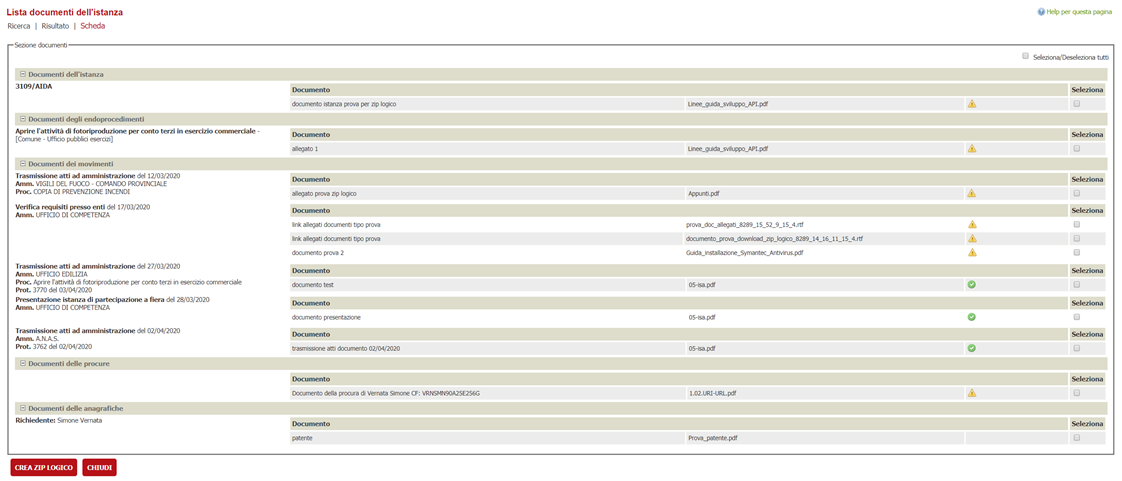 Lista documenti dell'istanza
Help per questa pagina
Ricerca | Risultato | Scheda
Sezione documenti
Seleziona/Deseleziona tutti
Documenti dell'istanza
3109/AIDA
Documento Seleziona
documento istanza prova per zip logico Linee_guida_sviluppo_API.pdf
Documenti degli endoprocedimenti
Aprire l'attività di fotoriproduzione per conto terzi in esercizio commerciale -
[Comune - Ufficio pubblici esercizi]
Documento Seleziona
allegato 1 Linee_guida_sviluppo_API.pdf
Documenti dei movimenti
Trasmissione atti ad amministrazione del 12/03/2020
Amm. VIGILI DEL FUOCO - COMANDO PROVINCIALE
Proc. COPIA DI PREVENZIONE INCENDI
Documento Seleziona
allegato prova zip logico Appunti.pdf
Verifica requisiti presso enti del 17/03/2020
Amm. UFFICIO DI COMPETENZA
Documento Seleziona
link allegati documenti tipo prova prova_doc_allegati_8289_15_52_9_15_4.rtf
link allegati documenti tipo prova documento_prova_download_zip_logico_8289_14_16_11_15_4.rtf
documento prova 2 Guida_installazione_Symantec_Antivirus.pdf
Trasmissione atti ad amministrazione del 27/03/2020
Amm. UFFICIO EDILIZIA
Proc. Aprire l'attività di fotoriproduzione per conto terzi in esercizio commerciale
Prot. 3770 del 03/04/2020
Documento Seleziona
documento test 05-isa.pdf
Presentazione istanza di partecipazione a fiera del 28/03/2020
Amm. UFFICIO DI COMPETENZA
Documento Seleziona
documento presentazione 05-isa.pdf
Trasmissione atti ad amministrazione del 02/04/2020
Amm. A.N.A.S.
Prot. 3762 del 02/04/2020
Documento Seleziona
trasmissione atti documento 02/04/2020 05-isa.pdf
Documenti delle procure
Documento Seleziona
Documento della procura di Vernata Simone CF: VRNSMN90A25E256G 1.02.URI-URL.pdf
Documenti delle anagrafiche
Richiedente: Simone Vernata
Documento Seleziona
patente Prova_patente.pdf
CREA ZIP LOGICO CHIUDI